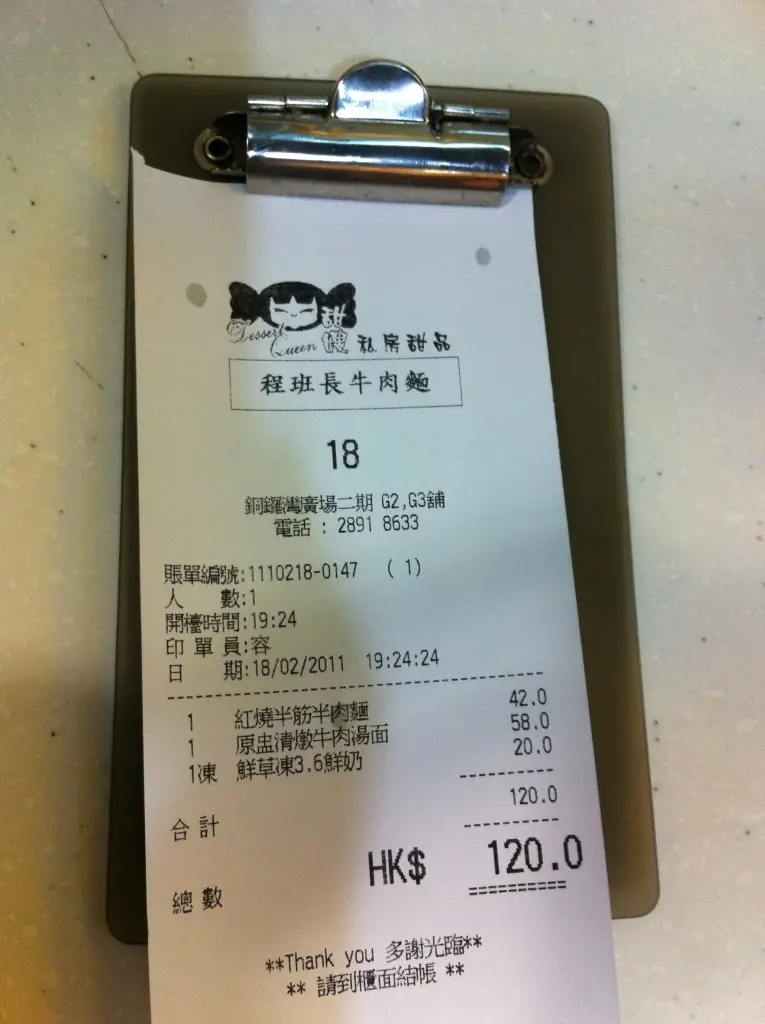 Dessert Queen 甜嫂 私房甜品
程班長牛肉麵
18
銅鑼灣廣場二期 G2,G3舖
電話 : 2891 8633
賬單編號:1110218-0147 ( 1)
人 數:1
開檯時間:19:24
印 單 員:容
日 期:18/02/2011 19:24:24
1 紅燒半筋半肉麵 42.0
1 原盅清燉牛肉湯面 58.0
1凍 鮮草凍3.6鮮奶 20.0
合計 120.0
總數 HK$ 120.0
**Thank you 多謝光臨**
** 請到櫃面結帳 **